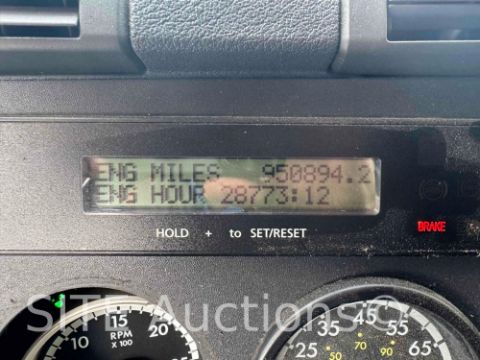 ENG MILES 950894.2
ENG HOUR 28773:12
HOLD + to SET/RESET
BRAKE
SITE Auctions©
10 15 20
RPM
X 100
25 35 45 55 65
50 70 90